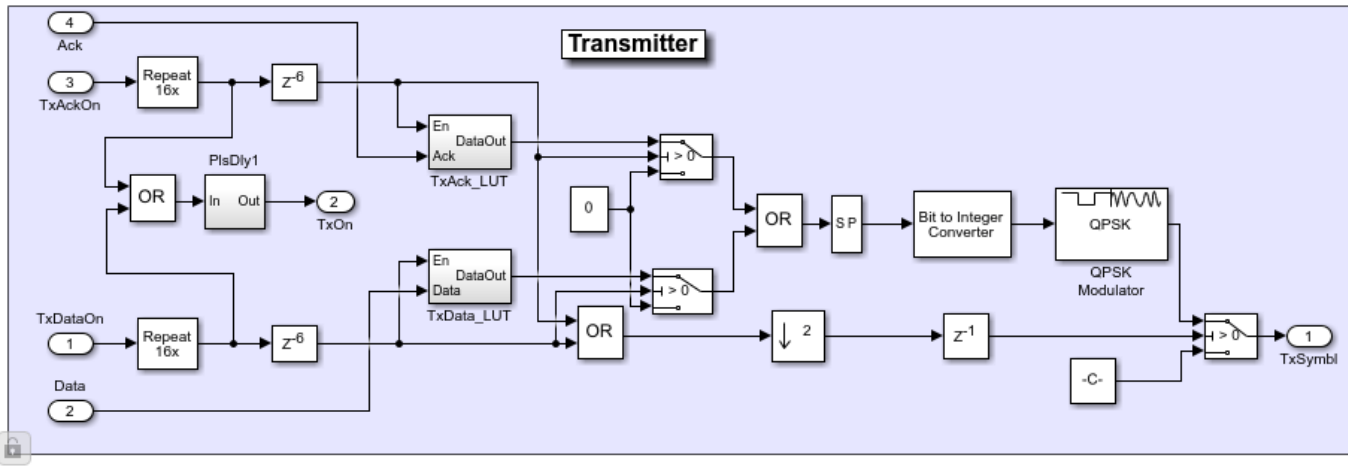 Transmitter
4
Ack
3
TxAckOn
Repeat
16x
Z-6
En
DataOut
Ack
TxAck_LUT
> 0
PlsDly1
OR
In Out
2
TxOn
0
OR
S P
Bit to Integer
Converter
QPSK
QPSK
Modulator
En
DataOut
Data
TxData_LUT
> 0
TxDataOn
1
Repeat
16x
Z-6
OR
2
Z-1
> 0
1
TxSymbl
-C-
Data
2